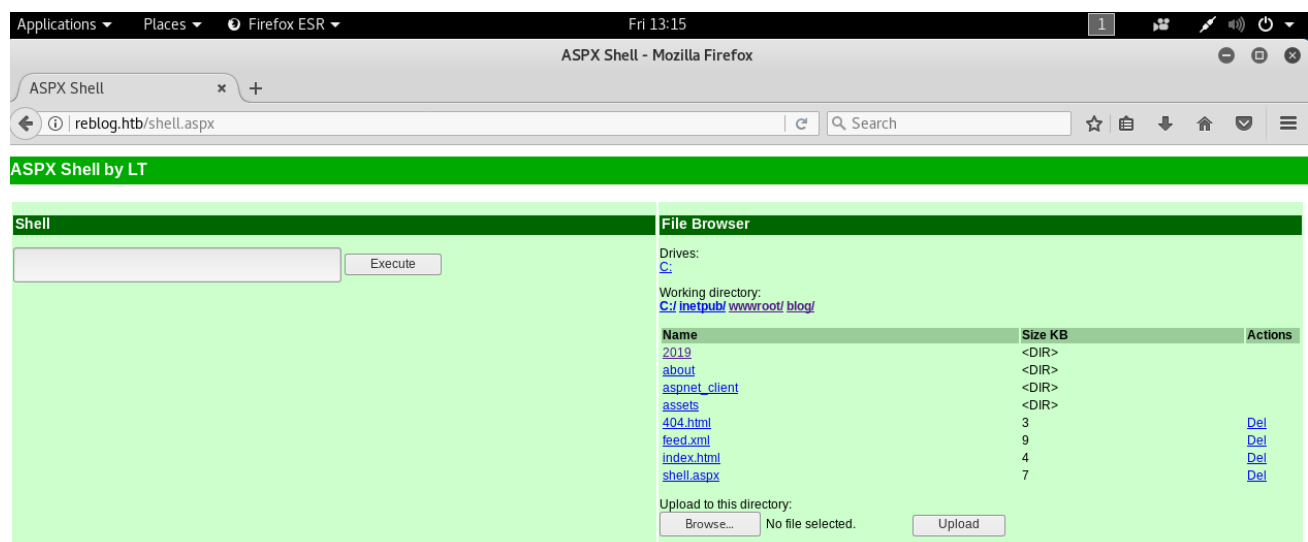 Applications Places Firefox ESR Fri 13:15 1
ASPX Shell - Mozilla Firefox
ASPX Shell × +
reblog.htb/shell.aspx Search
ASPX Shell by LT
Shell
Execute
File Browser
Drives:
C:
Working directory:
C:/ inetpub/ wwwroot/ blog/
Name Size KB Actions
2019 <DIR>
about <DIR>
aspnet_client <DIR>
assets <DIR>
404.html 3 Del
feed.xml 9 Del
index.html 4 Del
shell.aspx 7 Del
Upload to this directory:
Browse... No file selected. Upload